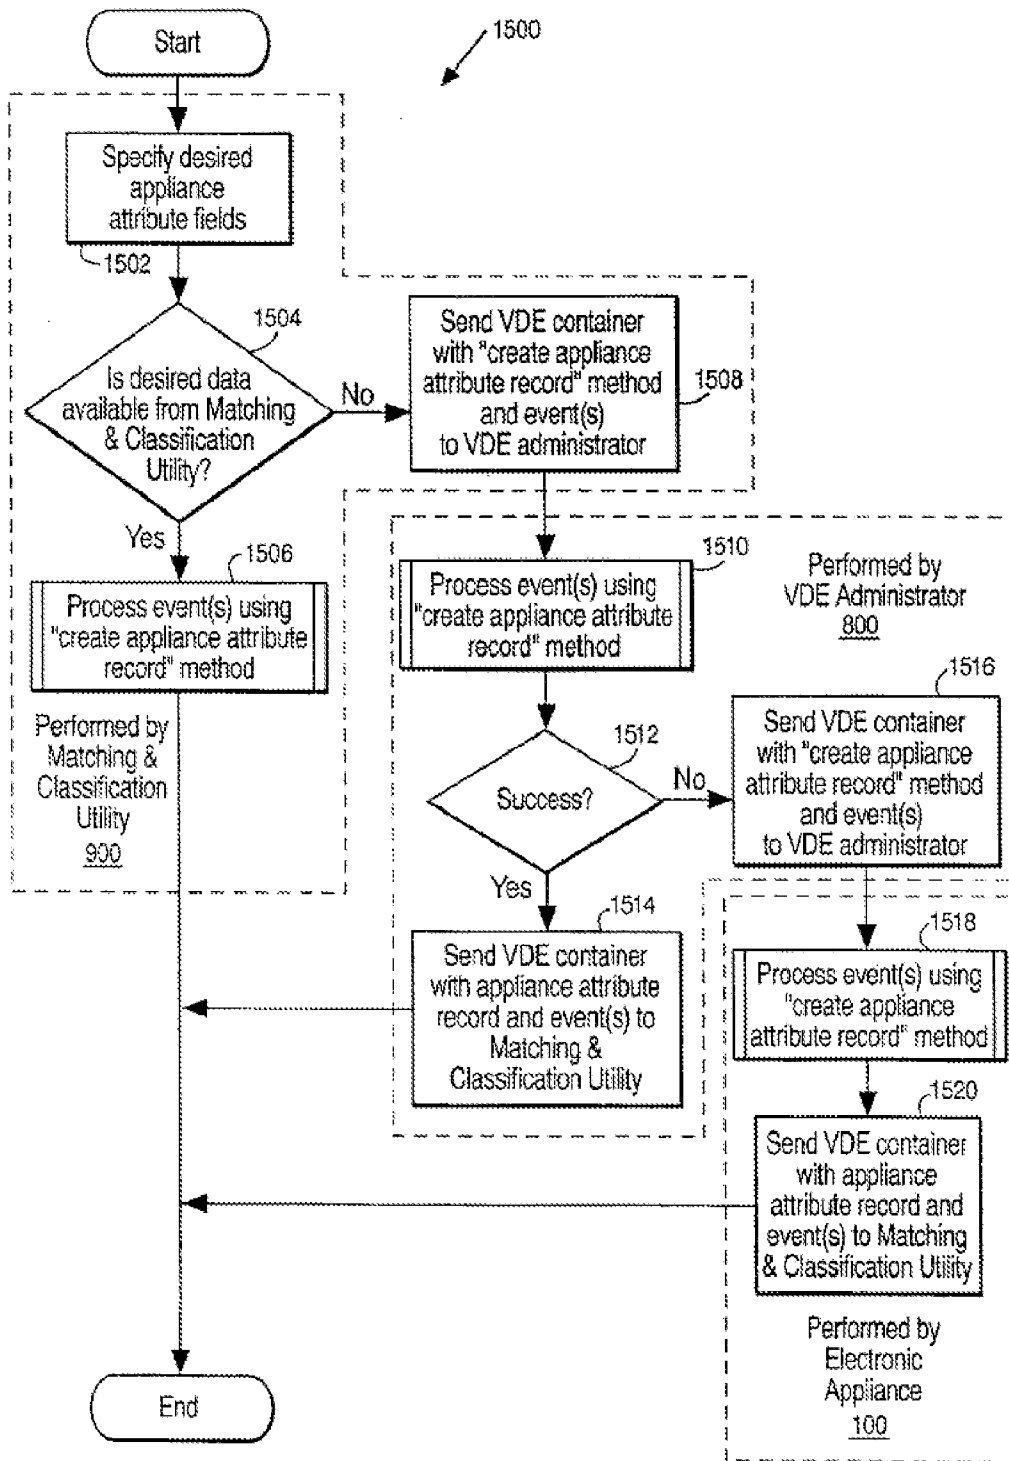 Start
1500
Specify desired
appliance
attribute fields
1502
1504
Is desired data
available from Matching
& Classification
Utility?
No
Send VDE container
with "create appliance
attribute record" method
and event(s)
to VDE administrator
1508
Yes
1506
Process event(s) using
"create appliance attribute
record" method
Performed by
Matching &
Classification
Utility
900
1510
Process event(s) using
"create appliance attribute
record" method
Performed by
VDE Administrator
800
1512
Success?
No
1516
Send VDE container
with "create appliance
attribute record" method
and event(s)
to VDE administrator
Yes
1514
Send VDE container
with appliance attribute
record and event(s) to
Matching &
Classification Utility
1518
Process event(s) using
"create appliance
attribute record" method
1520
Send VDE container
with appliance
attribute record and
event(s) to Matching
& Classification Utility
Performed by
Electronic
Appliance
100
End